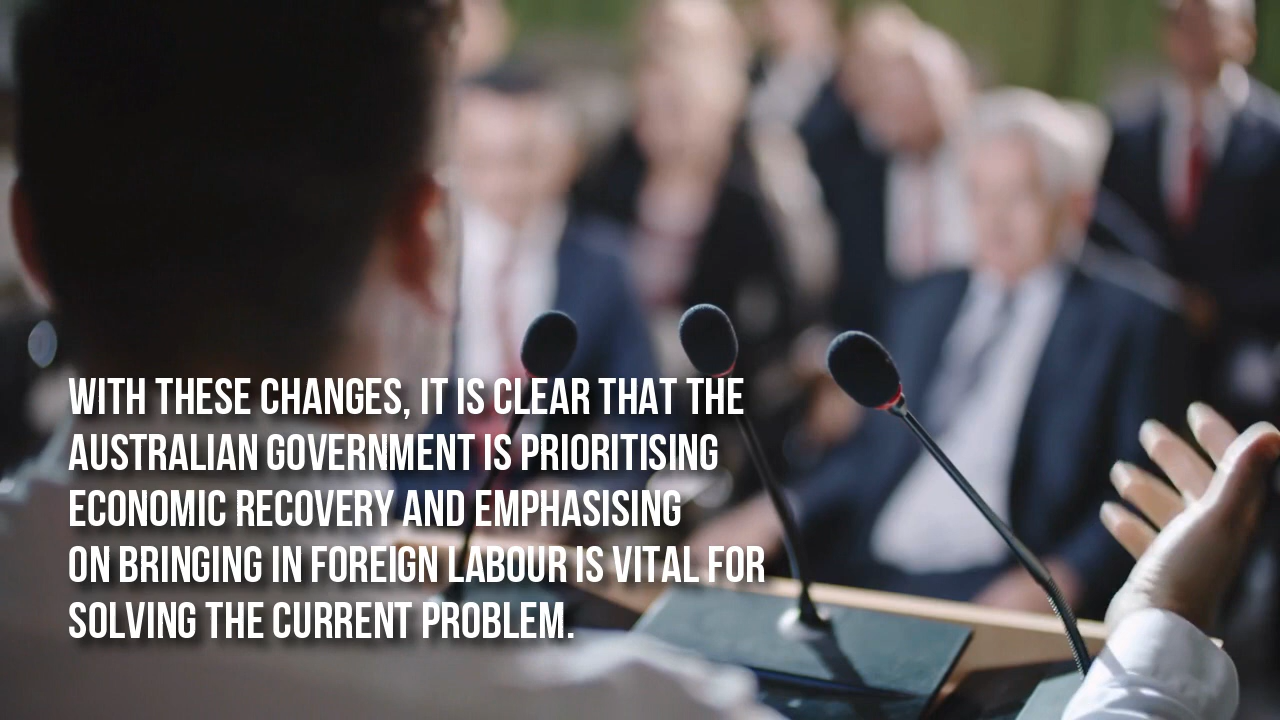 WITH THESE CHANGES, IT IS CLEAR THAT THE
AUSTRALIAN GOVERNMENT IS PRIORITISING
ECONOMIC RECOVERY AND EMPHASISING
ON BRINGING IN FOREIGN LABOUR IS VITAL FOR
SOLVING THE CURRENT PROBLEM.